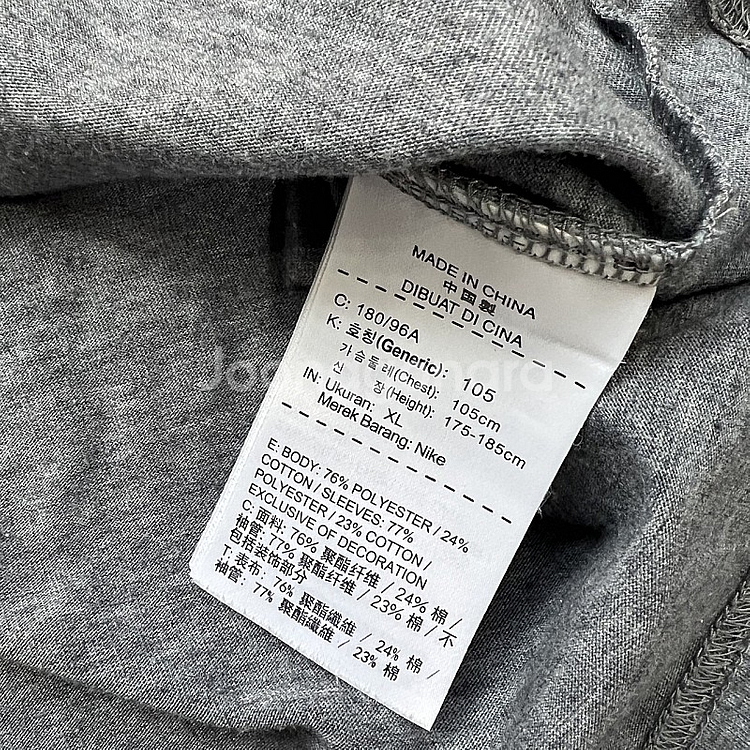 MADE IN CHINA
中国製
DIBUAT DI CINA
C: 180/96A
K: 호칭(Generic): 105
가슴둘레(Chest): 105cm
신 장(Height): 175-185cm
IN: Ukuran: XL
Merek Barang: Nike
E: BODY: 76% POLYESTER / 24%
COTTON / SLEEVES: 77%
POLYESTER / 23% COTTON /
EXCLUSIVE OF DECORATION
C: 面料: 76% 聚酯纤维 / 24% 棉 /
袖管: 77% 聚酯纤维 / 23% 棉 / 不
包括装饰部分
T: 表布: 76% 聚酯纖維 / 24% 棉 /
袖管: 77% 聚酯纖維 / 23% 棉